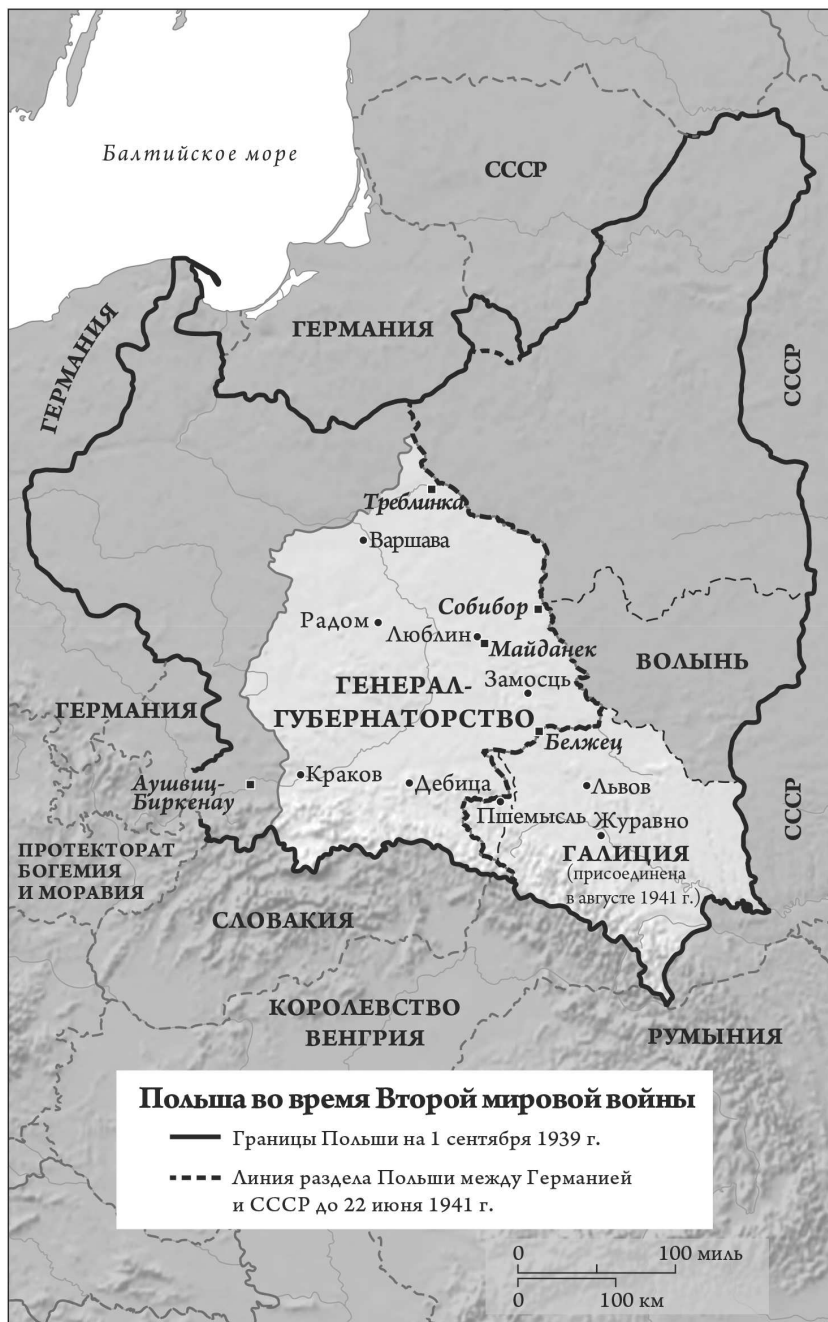 Балтийское море
СССР
ГЕРМАНИЯ
ГЕРМАНИЯ
СССР
Треблинка
Варшава
Собибор
Радом
Люблин
Майданек
ВОЛЫНЬ
Замосць
ГЕНЕРАЛ-
ГУБЕРНАТОРСТВО
ГЕРМАНИЯ
Белжец
Аушвиц-
Биркенау
Краков
Дебица
Львов
СССР
Пшемысль
Журавно
ПРОТЕКТОРАТ
БОГЕМИЯ
И МОРАВИЯ
ГАЛИЦИЯ
(присоединена
в августе 1941 г.)
СЛОВАКИЯ
КОРОЛЕВСТВО
ВЕНГРИЯ
РУМЫНИЯ
Польша во время Второй мировой войны
Границы Польши на 1 сентября 1939 г.
Линия раздела Польши между Германией
и СССР до 22 июня 1941 г.
0 100 миль
0 100 км